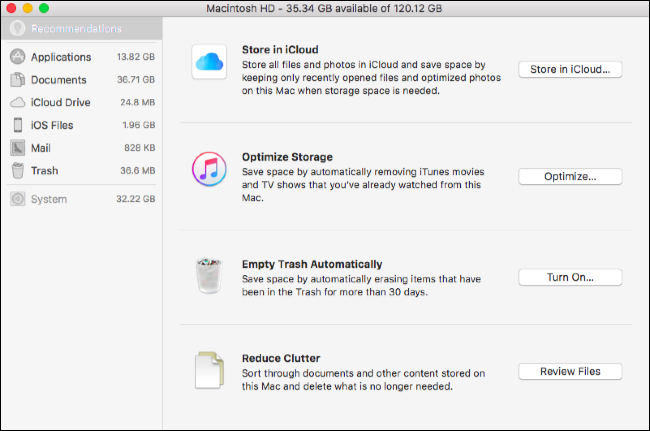 Macintosh HD - 35.34 GB available of 120.12 GB
Recommendations
Applications 13.82 GB
Documents 36.71 GB
iCloud Drive 24.8 MB
iOS Files 1.96 GB
Mail 828 KB
Trash 36.6 MB
System 32.22 GB
Store in iCloud
Store all files and photos in iCloud and save space by
keeping only recently opened files and optimized photos
on this Mac when storage space is needed.
Store in iCloud...
Optimize Storage
Save space by automatically removing iTunes movies
and TV shows that you've already watched from this
Mac.
Optimize...
Empty Trash Automatically
Save space by automatically erasing items that have
been in the Trash for more than 30 days.
Turn On...
Reduce Clutter
Sort through documents and other content stored on
this Mac and delete what is no longer needed.
Review Files